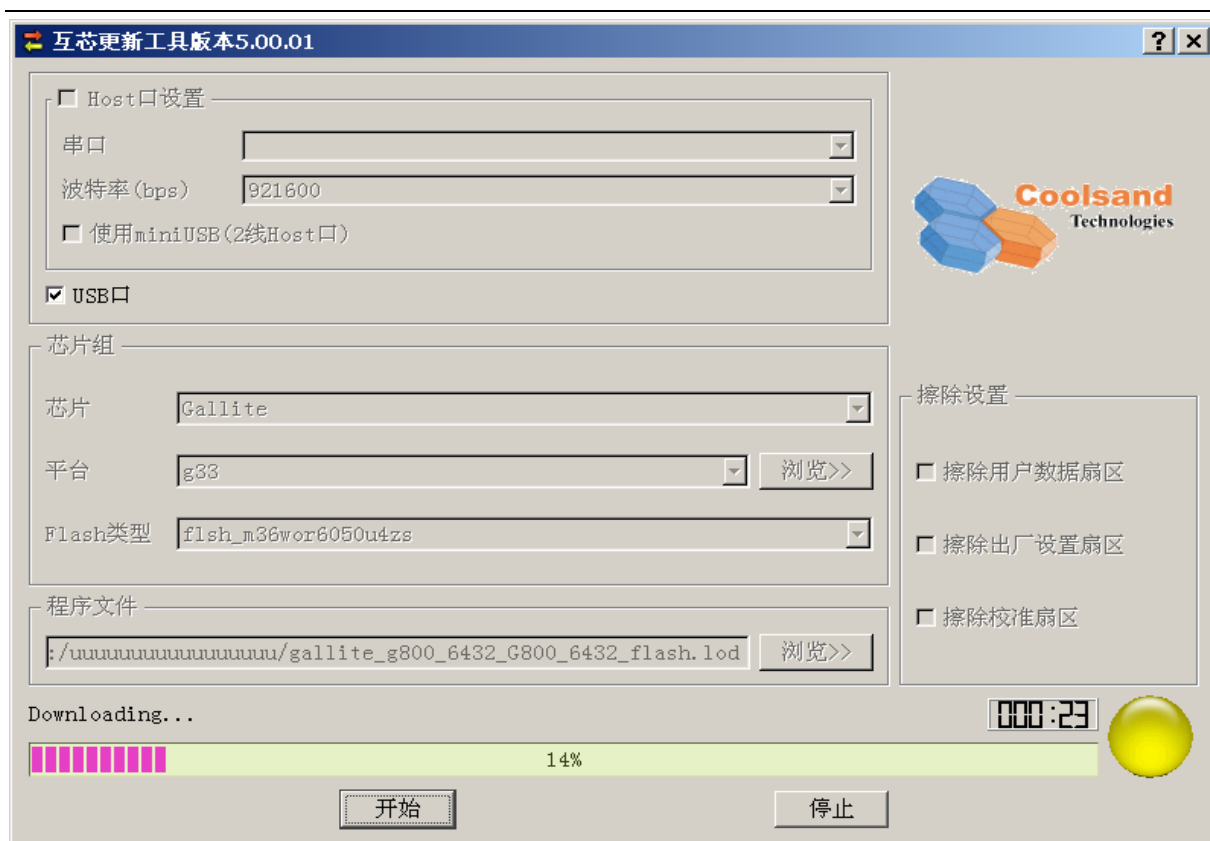 互芯更新工具版本5.00.01
Host口设置
串口
波特率(bps) 921600
使用miniUSB(2线Host口)
USB口
Coolsand
Technologies
芯片组
芯片 Gallite
平台 g33 浏览>>
Flash类型 flsh_m36wor6050u4zs
擦除设置
擦除用户数据扇区
擦除出厂设置扇区
擦除校准扇区
程序文件
:/uuuuuuuuuuuuuuuuu/gallite_g800_6432_G800_6432_flash.lod 浏览>>
Downloading... 000:23
14%
开始 停止